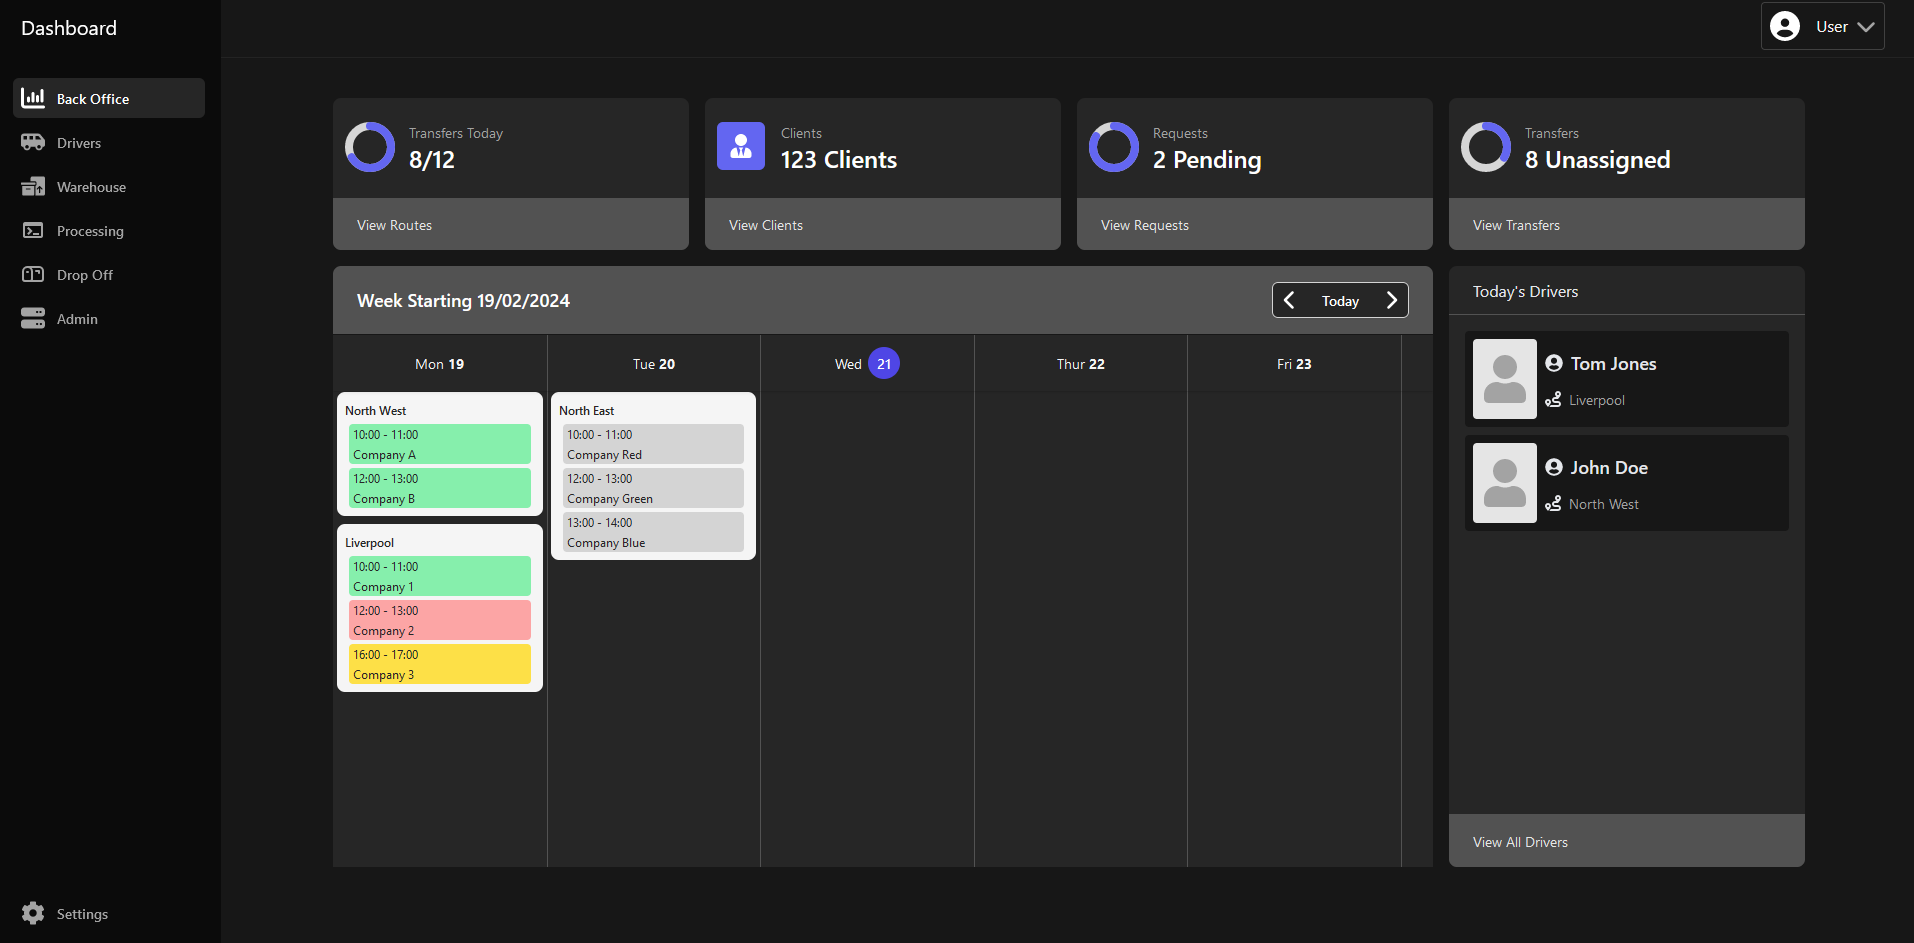 Dashboard
User
Back Office
Drivers
Warehouse
Processing
Drop Off
Admin
Settings
Transfers Today
8/12
View Routes
Clients
123 Clients
View Clients
Requests
2 Pending
View Requests
Transfers
8 Unassigned
View Transfers
Week Starting 19/02/2024
Today
Mon 19
Tue 20
Wed 21
Thur 22
Fri 23
North West
10:00 - 11:00
Company A
12:00 - 13:00
Company B
Liverpool
10:00 - 11:00
Company 1
12:00 - 13:00
Company 2
16:00 - 17:00
Company 3
North East
10:00 - 11:00
Company Red
12:00 - 13:00
Company Green
13:00 - 14:00
Company Blue
Today's Drivers
Tom Jones
Liverpool
John Doe
North West
View All Drivers